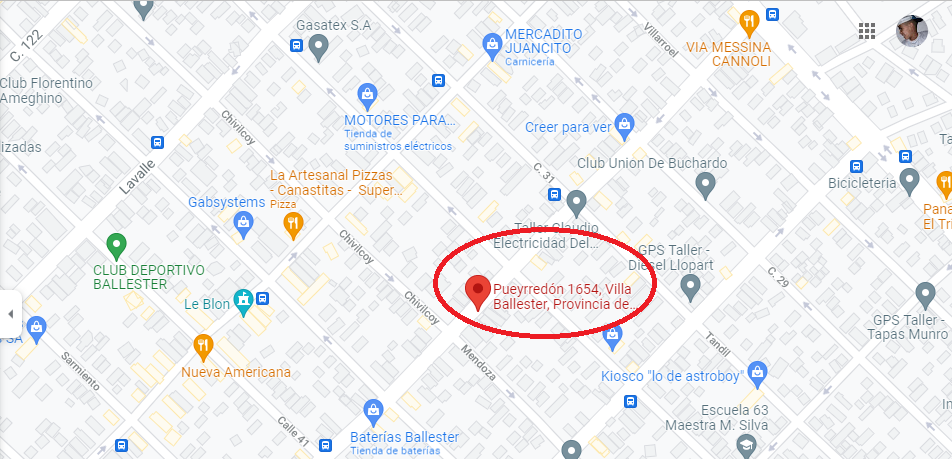 Gasatex S.A
C. 122
MERCADITO
JUANCITO
Carnicería
Villarroel
VIA MESSINA
CANNOLI
Club Florentino
Ameghino
MOTORES PARA...
Tienda de
suministros eléctricos
Chivilcoy
Creer para ver
izadas
Lavalle
C. 31
Club Union De Buchardo
La Artesanal Pizzas
- Canastitas - Super...
Pizza
Bicicleteria
Gabsystems
Pana
El Tri
Taller Claudio
Electricidad Del...
Chivilcoy
CLUB DEPORTIVO
BALLESTER
GPS Taller -
Diesel Llopart
C. 29
Pueyrredón 1654, Villa
Ballester, Provincia de...
Le Blon
Chivilcoy
GPS Taller -
Tapas Munro
SA
Sarmiento
Nueva Americana
Mendoza
Tandil
Kiosco "lo de astroboy"
Calle 41
Baterías Ballester
Tienda de baterías
Escuela 63
Maestra M. Silva
In